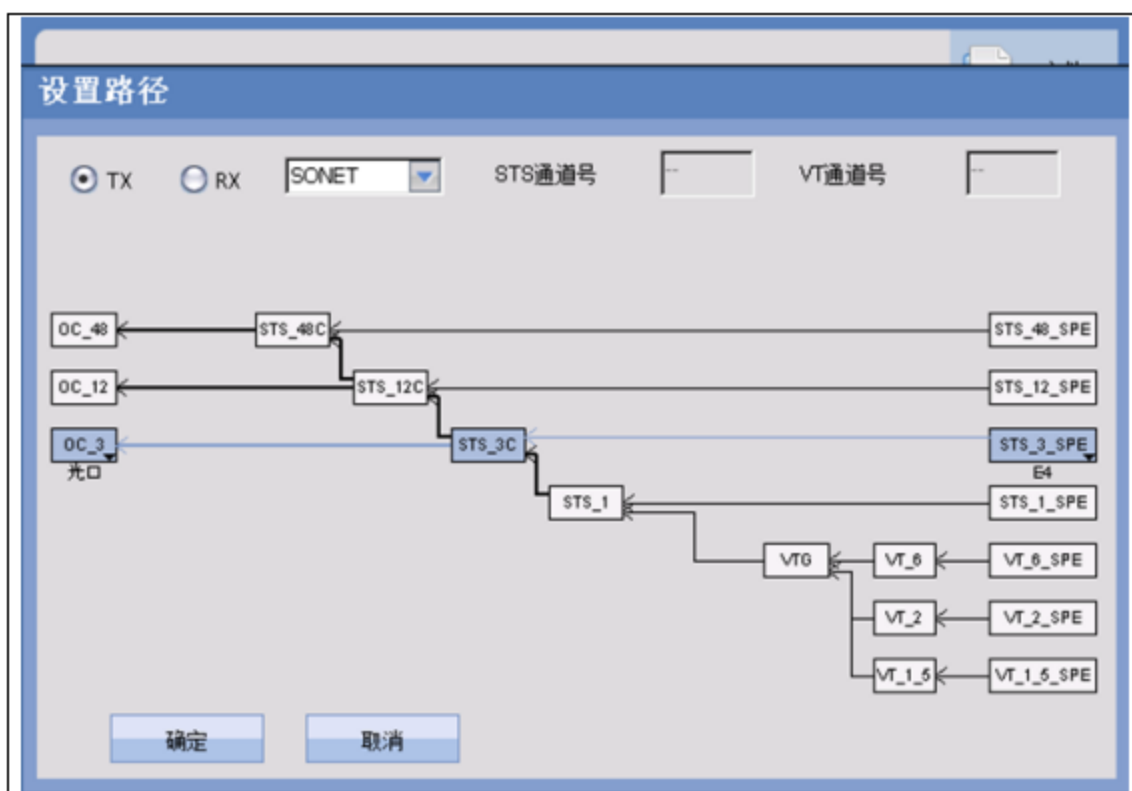 设置路径
TX RX SONET STS通道号 -- VT通道号 --
OC_48 STS_48C STS_48_SPE
OC_12 STS_12C STS_12_SPE
OC_3 STS_3C STS_3_SPE
光口 E4
STS_1 STS_1_SPE
VTG VT_6 VT_6_SPE
VT_2 VT_2_SPE
VT_1_5 VT_1_5_SPE
确定 取消